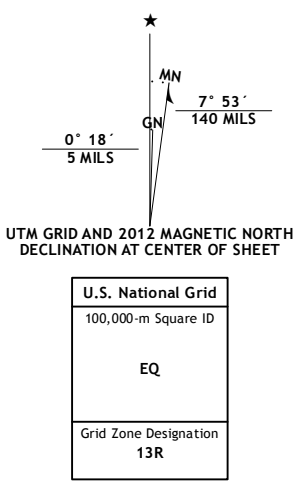 ★
MN
7° 53´
140 MILS
GN
0° 18´
5 MILS
UTM GRID AND 2012 MAGNETIC NORTH
DECLINATION AT CENTER OF SHEET
U.S. National Grid
100,000-m Square ID
EQ
Grid Zone Designation
13R